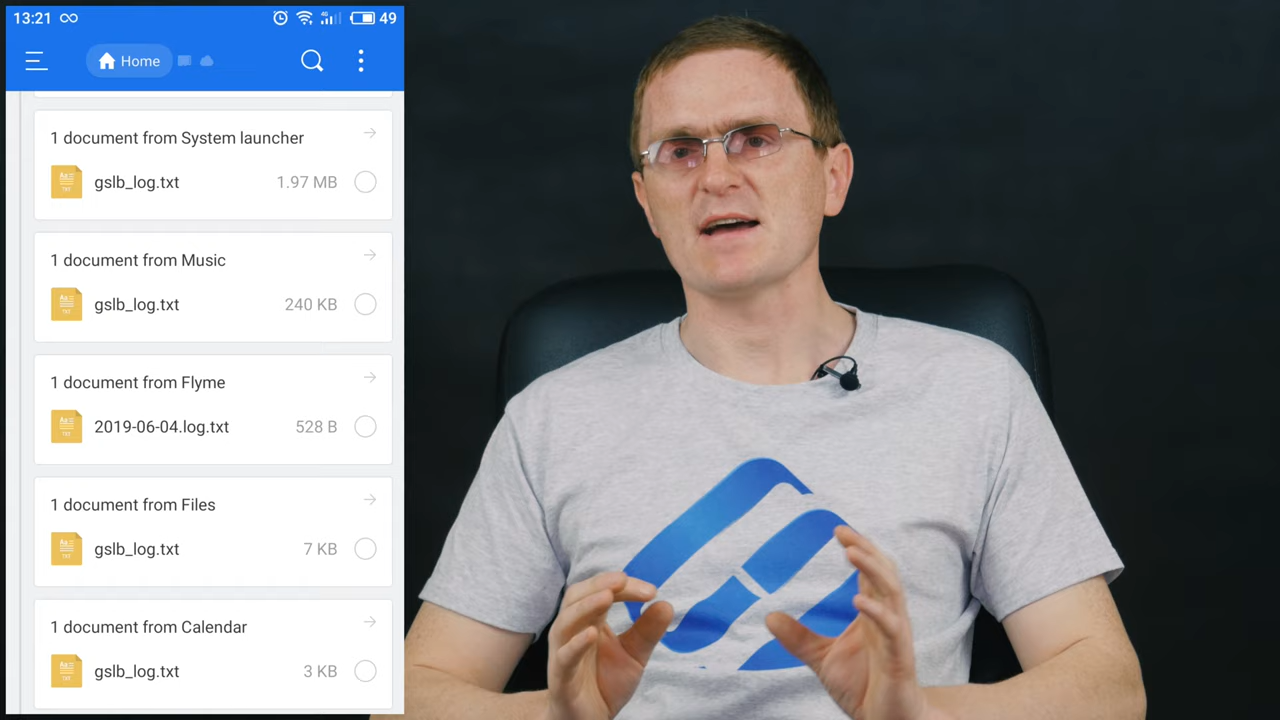 13:21
4G
49
Home
1 document from System launcher
gslb_log.txt
1.97 MB
1 document from Music
gslb_log.txt
240 KB
1 document from Flyme
2019-06-04.log.txt
528 B
1 document from Files
gslb_log.txt
7 KB
1 document from Calendar
gslb_log.txt
3 KB